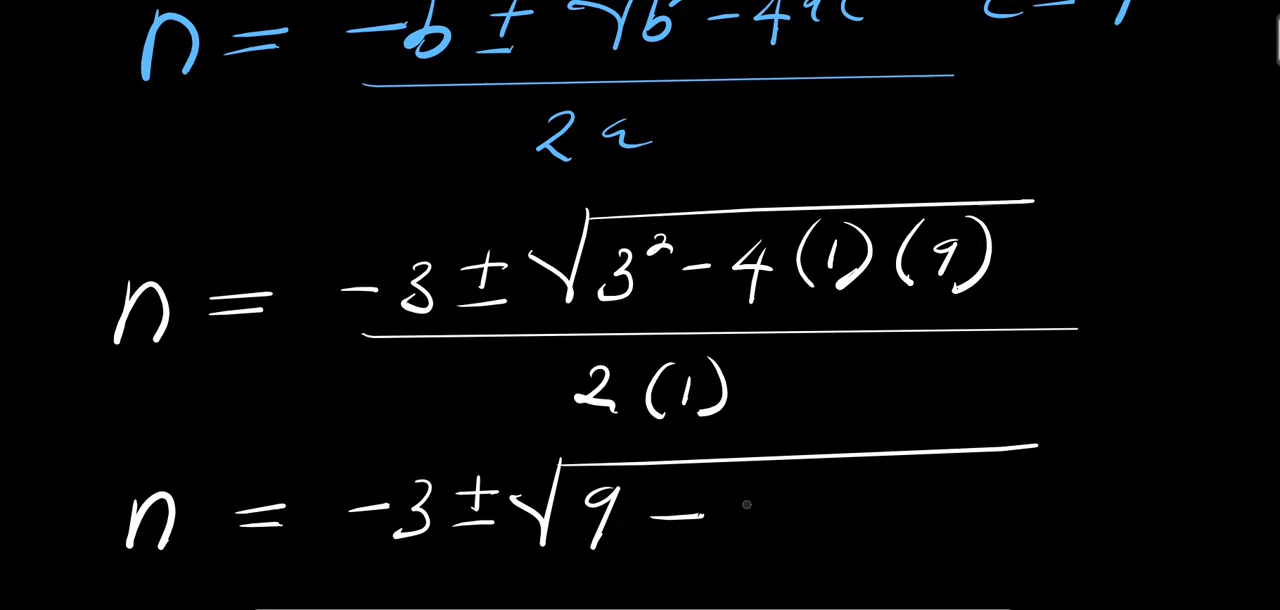 n = -b ± √b² - 4ac
2a
n = -3 ± √3² - 4(1)(9)
2(1)
n = -3 ± √9 -